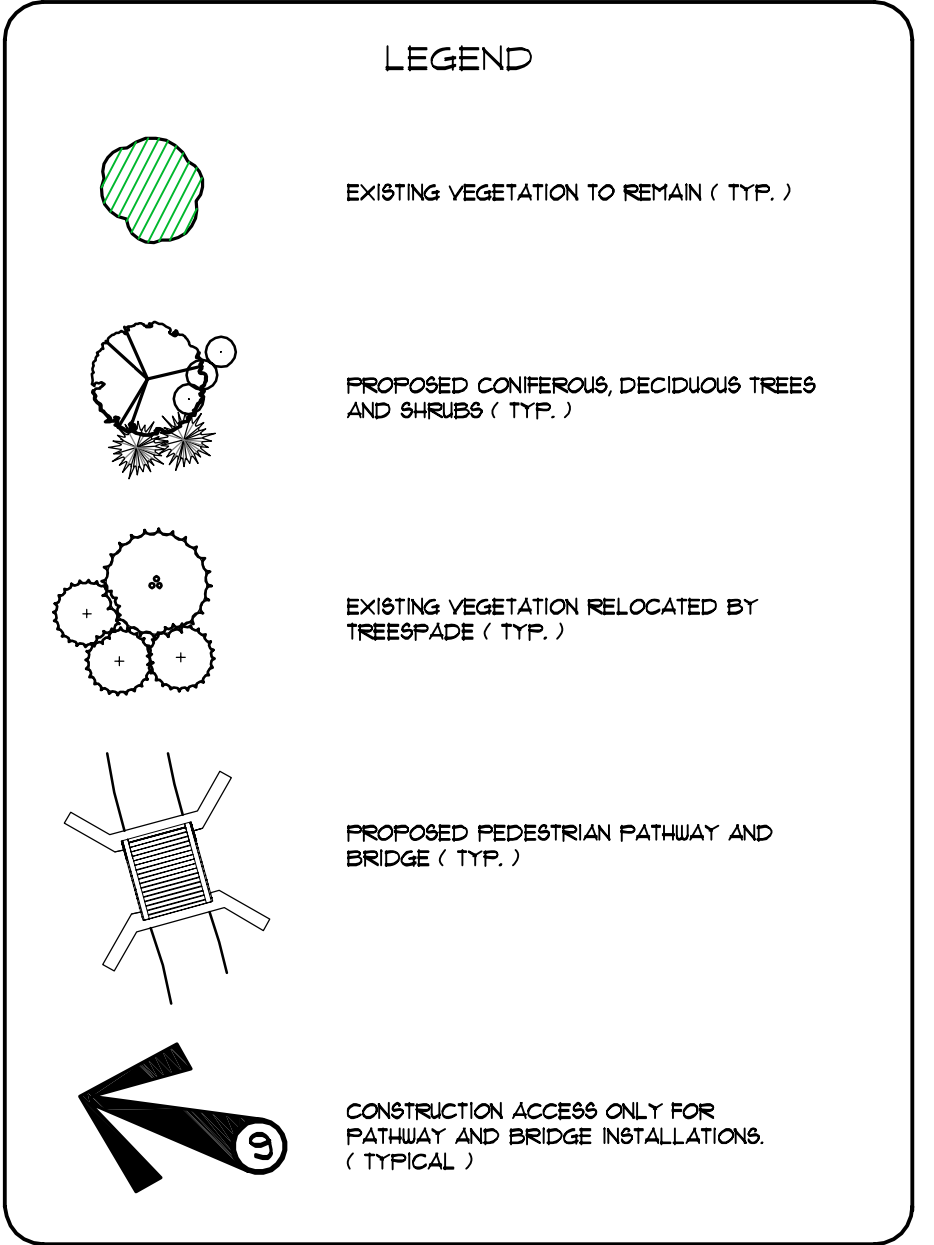 LEGEND
EXISTING VEGETATION TO REMAIN ( TYP. )
PROPOSED CONIFEROUS, DECIDUOUS TREES
AND SHRUBS ( TYP. )
EXISTING VEGETATION RELOCATED BY
TREESPADE ( TYP. )
PROPOSED PEDESTRIAN PATHWAY AND
BRIDGE ( TYP. )
9
CONSTRUCTION ACCESS ONLY FOR
PATHWAY AND BRIDGE INSTALLATIONS.
( TYPICAL )